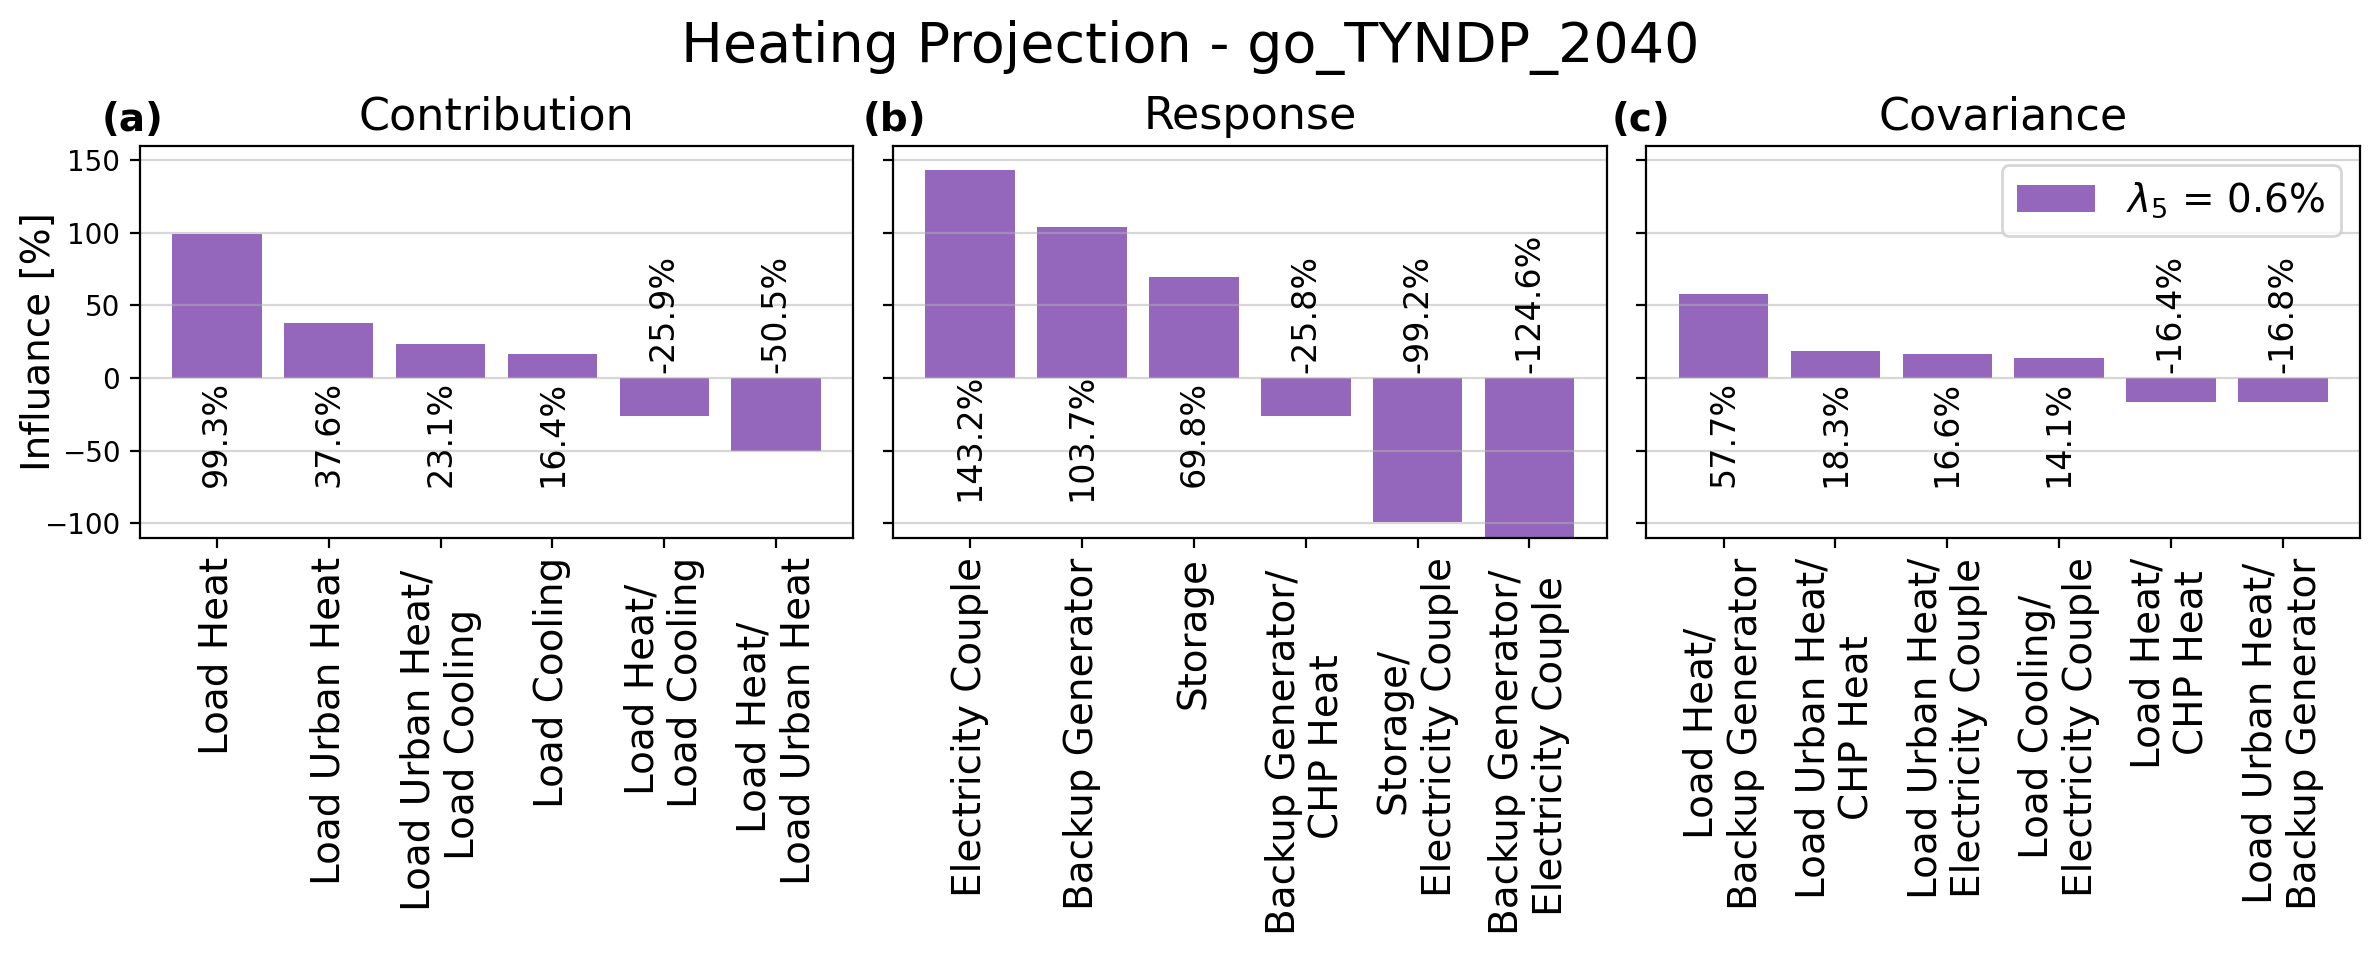 Heating Projection - go_TYNDP_2040
(a)
Contribution
Influance [%]
150
100
50
0
−50
−100
99.3%
37.6%
23.1%
16.4%
-25.9%
-50.5%
Load Heat
Load Urban Heat
Load Urban Heat/
Load Cooling
Load Cooling
Load Heat/
Load Cooling
Load Heat/
Load Urban Heat
(b)
Response
143.2%
103.7%
69.8%
-25.8%
-99.2%
-124.6%
Electricity Couple
Backup Generator
Storage
Backup Generator/
CHP Heat
Storage/
Electricity Couple
Backup Generator/
Electricity Couple
(c)
Covariance
λ5 = 0.6%
57.7%
18.3%
16.6%
14.1%
-16.4%
-16.8%
Load Heat/
Backup Generator
Load Urban Heat/
CHP Heat
Load Urban Heat/
Electricity Couple
Load Cooling/
Electricity Couple
Load Heat/
CHP Heat
Load Urban Heat/
Backup Generator